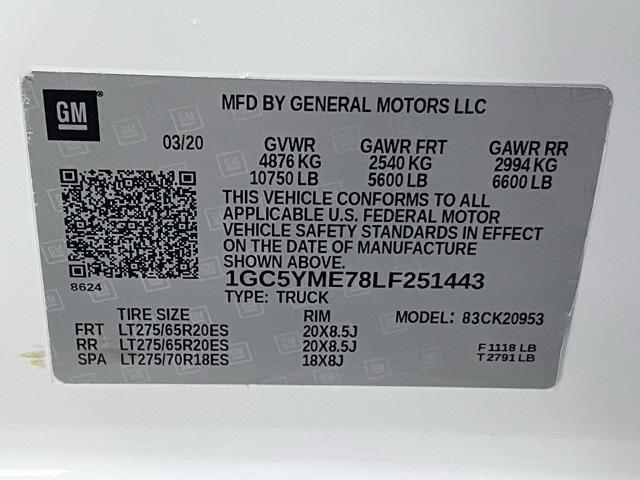 GM
MFD BY GENERAL MOTORS LLC
03/20 GVWR GAWR FRT GAWR RR
4876 KG 2540 KG 2994 KG
10750 LB 5600 LB 6600 LB
THIS VEHICLE CONFORMS TO ALL
APPLICABLE U.S. FEDERAL MOTOR
VEHICLE SAFETY STANDARDS IN EFFECT
ON THE DATE OF MANUFACTURE
SHOWN ABOVE.
8624
1GC5YME78LF251443
TYPE: TRUCK
TIRE SIZE RIM MODEL: 83CK20953
FRT LT275/65R20ES 20X8.5J
RR LT275/65R20ES 20X8.5J F1118 LB
SPA LT275/70R18ES 18X8J T2791 LB